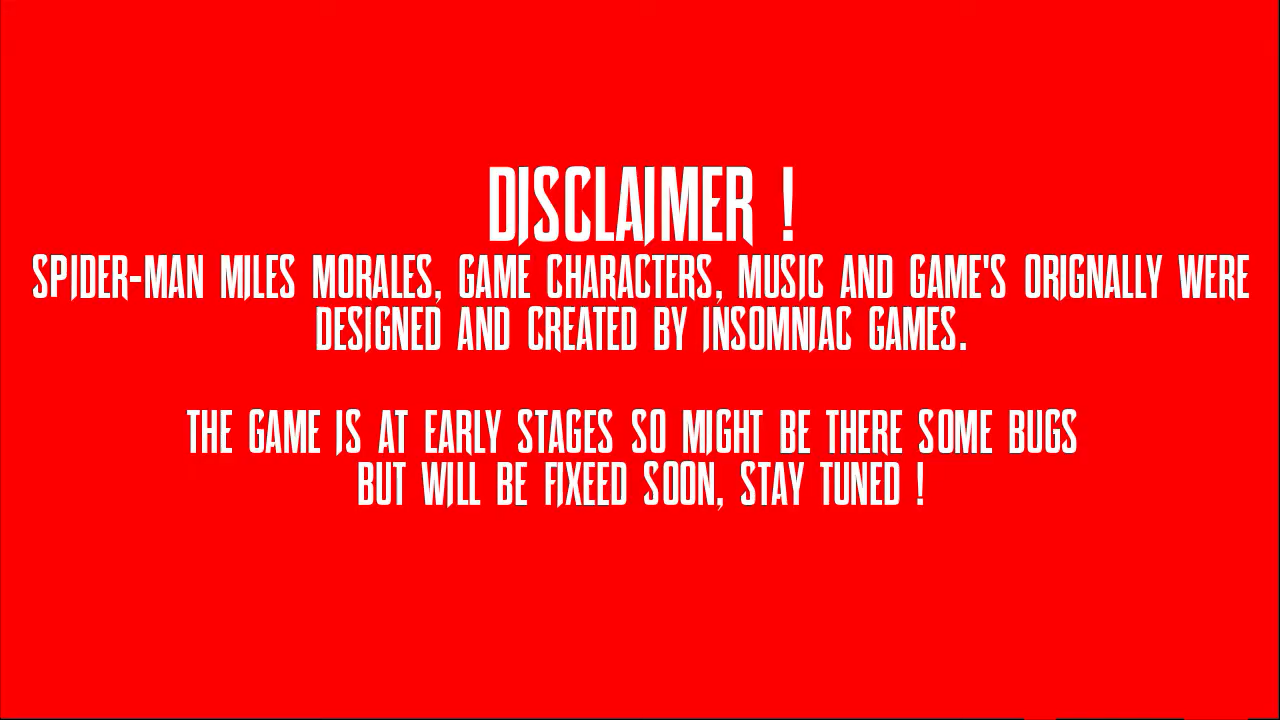 DISCLAIMER !
SPIDER-MAN MILES MORALES, GAME CHARACTERS, MUSIC AND GAME'S ORIGNALLY WERE
DESIGNED AND CREATED BY INSOMNIAC GAMES.
THE GAME IS AT EARLY STAGES SO MIGHT BE THERE SOME BUGS
BUT WILL BE FIXEED SOON, STAY TUNED !